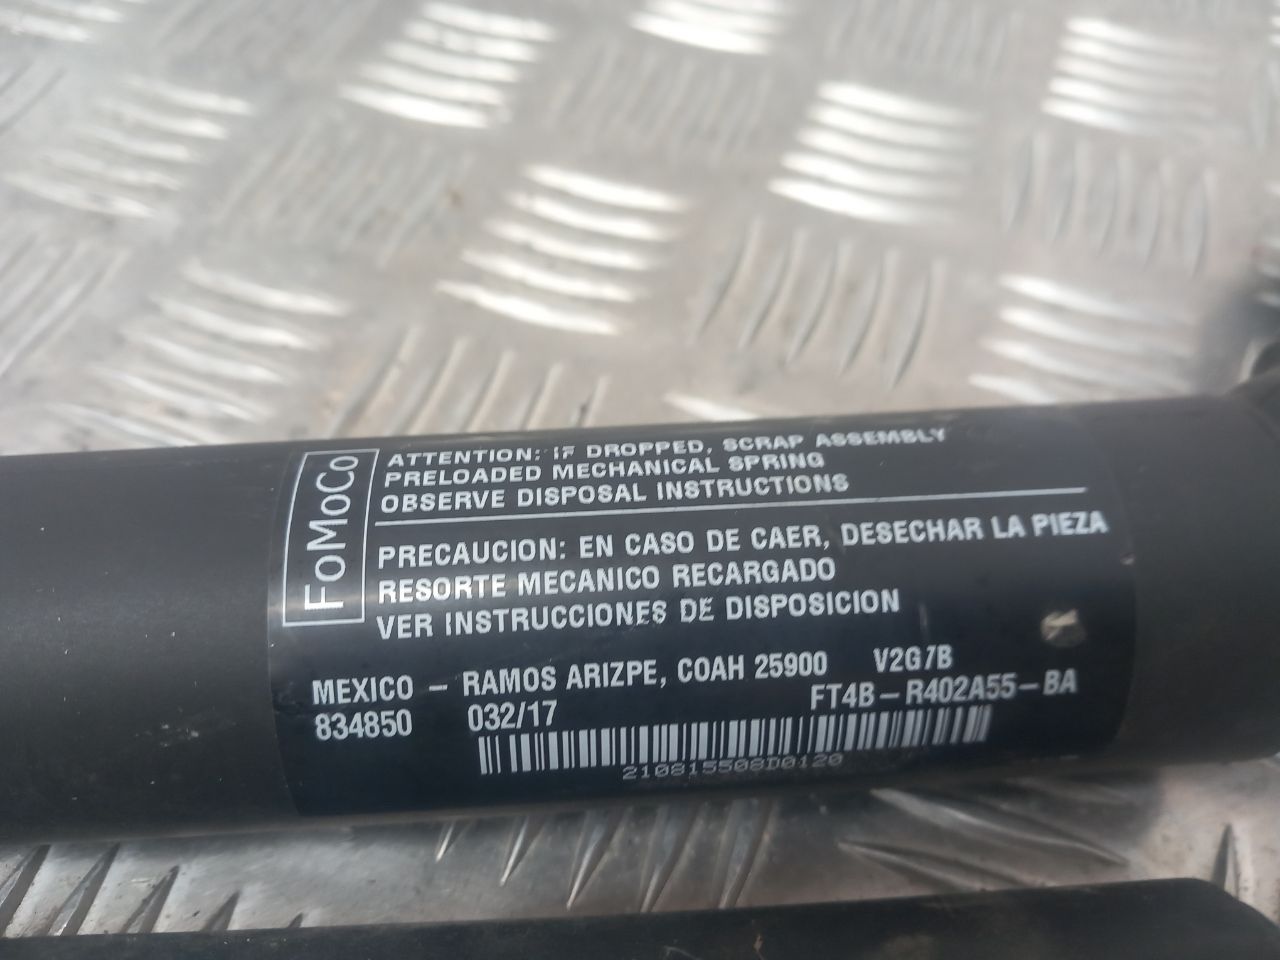 FoMoCo
ATTENTION: IF DROPPED, SCRAP ASSEMBLY
PRELOADED MECHANICAL SPRING
OBSERVE DISPOSAL INSTRUCTIONS
PRECAUCION: EN CASO DE CAER, DESECHAR LA PIEZA
RESORTE MECANICO RECARGADO
VER INSTRUCCIONES DE DISPOSICION
MEXICO - RAMOS ARIZPE, COAH 25900 V2G7B
834850 032/17 FT4B-R402A55-BA
210815508D0120